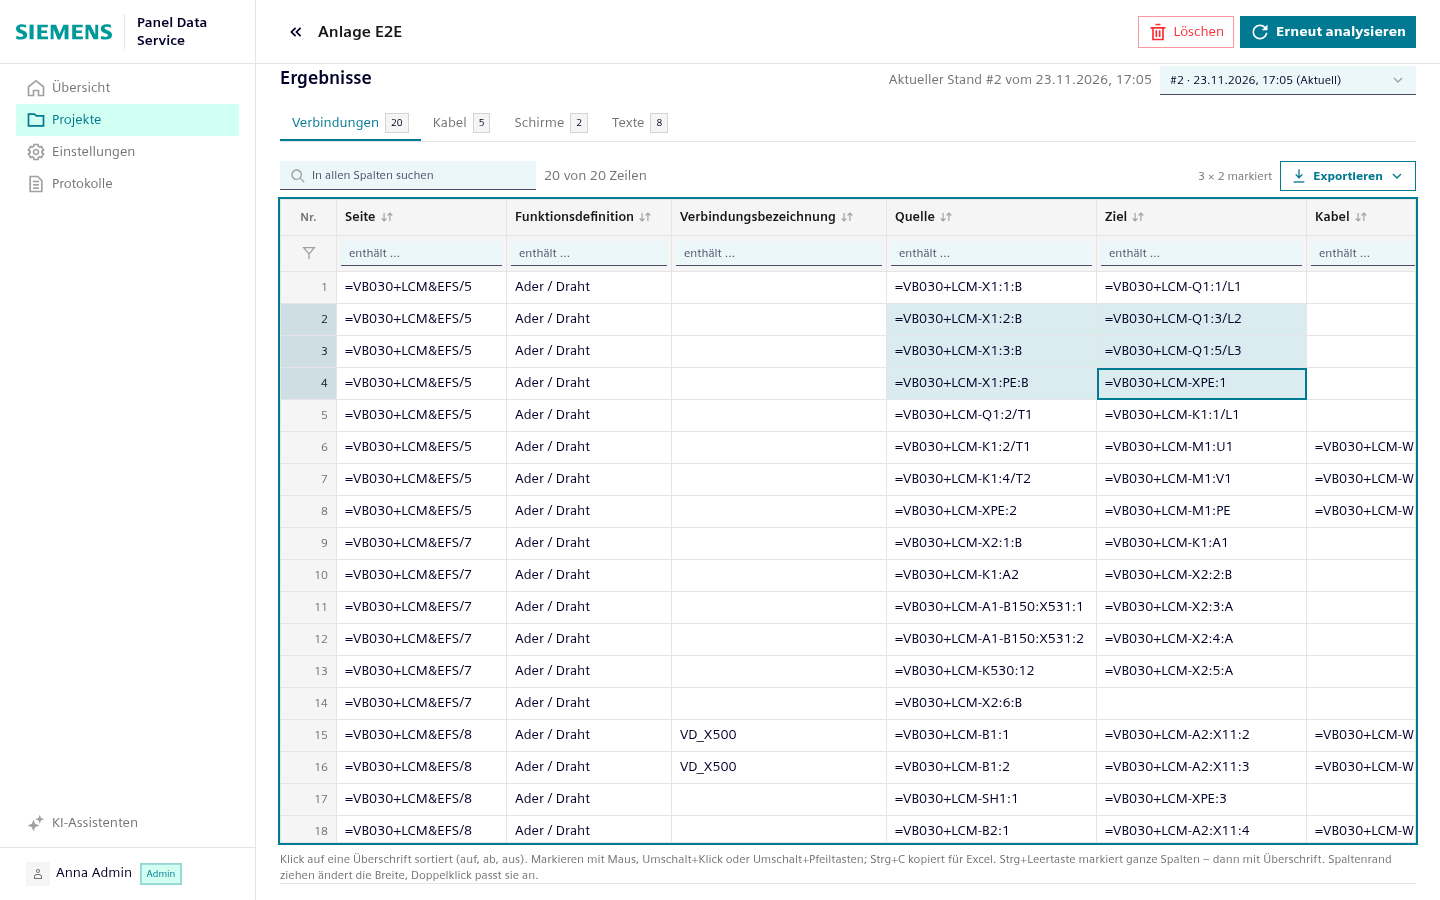 SIEMENS
Panel Data Service
Übersicht
Projekte
Einstellungen
Protokolle
KI-Assistenten
Anna Admin Admin
Anlage E2E
Löschen
Erneut analysieren
Ergebnisse
Aktueller Stand #2 vom 23.11.2026, 17:05
#2 · 23.11.2026, 17:05 (Aktuell)
Verbindungen 20 Kabel 5 Schirme 2 Texte 8
In allen Spalten suchen
20 von 20 Zeilen
3 × 2 markiert
Exportieren
Nr. Seite Funktionsdefinition Verbindungsbezeichnung Quelle Ziel Kabel
enthält ... enthält ... enthält ... enthält ... enthält ... enthält ...
1 =VB030+LCM&EFS/5 Ader / Draht =VB030+LCM-X1:1:B =VB030+LCM-Q1:1/L1
2 =VB030+LCM&EFS/5 Ader / Draht =VB030+LCM-X1:2:B =VB030+LCM-Q1:3/L2
3 =VB030+LCM&EFS/5 Ader / Draht =VB030+LCM-X1:3:B =VB030+LCM-Q1:5/L3
4 =VB030+LCM&EFS/5 Ader / Draht =VB030+LCM-X1:PE:B =VB030+LCM-XPE:1
5 =VB030+LCM&EFS/5 Ader / Draht =VB030+LCM-Q1:2/T1 =VB030+LCM-K1:1/L1
6 =VB030+LCM&EFS/5 Ader / Draht =VB030+LCM-K1:2/T1 =VB030+LCM-M1:U1 =VB030+LCM-W
7 =VB030+LCM&EFS/5 Ader / Draht =VB030+LCM-K1:4/T2 =VB030+LCM-M1:V1 =VB030+LCM-W
8 =VB030+LCM&EFS/5 Ader / Draht =VB030+LCM-XPE:2 =VB030+LCM-M1:PE =VB030+LCM-W
9 =VB030+LCM&EFS/7 Ader / Draht =VB030+LCM-X2:1:B =VB030+LCM-K1:A1
10 =VB030+LCM&EFS/7 Ader / Draht =VB030+LCM-K1:A2 =VB030+LCM-X2:2:B
11 =VB030+LCM&EFS/7 Ader / Draht =VB030+LCM-A1-B150:X531:1 =VB030+LCM-X2:3:A
12 =VB030+LCM&EFS/7 Ader / Draht =VB030+LCM-A1-B150:X531:2 =VB030+LCM-X2:4:A
13 =VB030+LCM&EFS/7 Ader / Draht =VB030+LCM-K530:12 =VB030+LCM-X2:5:A
14 =VB030+LCM&EFS/7 Ader / Draht =VB030+LCM-X2:6:B
15 =VB030+LCM&EFS/8 Ader / Draht VD_X500 =VB030+LCM-B1:1 =VB030+LCM-A2:X11:2 =VB030+LCM-W
16 =VB030+LCM&EFS/8 Ader / Draht VD_X500 =VB030+LCM-B1:2 =VB030+LCM-A2:X11:3 =VB030+LCM-W
17 =VB030+LCM&EFS/8 Ader / Draht =VB030+LCM-SH1:1 =VB030+LCM-XPE:3
18 =VB030+LCM&EFS/8 Ader / Draht =VB030+LCM-B2:1 =VB030+LCM-A2:X11:4 =VB030+LCM-W
Klick auf eine Überschrift sortiert (auf, ab, aus). Markieren mit Maus, Umschalt+Klick oder Umschalt+Pfeiltasten; Strg+C kopiert für Excel. Strg+Leertaste markiert ganze Spalten – dann mit Überschrift. Spaltenrand
ziehen ändert die Breite, Doppelklick passt sie an.